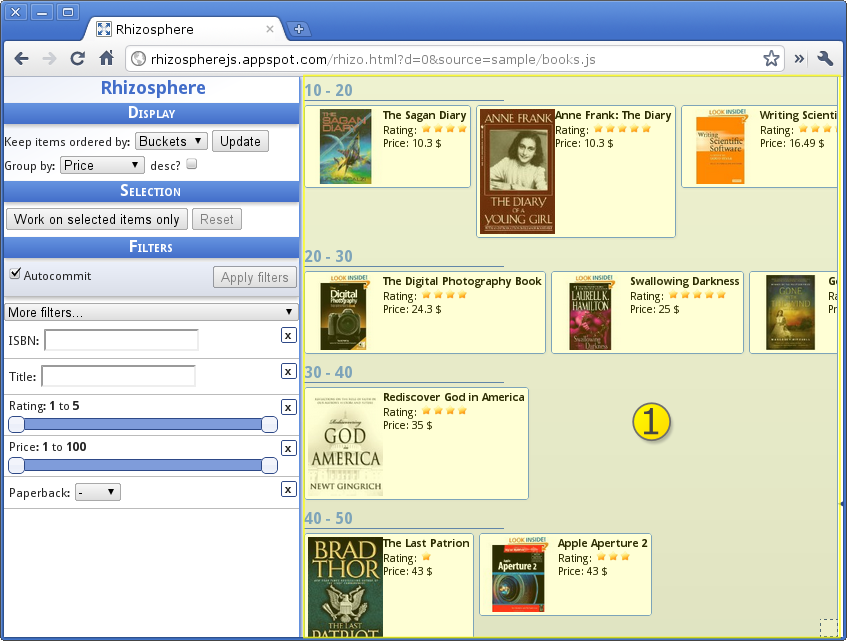 Rhizosphere
rhizospherejs.appspot.com/rhizo.html?d=0&source=sample/books.js
Rhizosphere
Display
Keep items ordered by: Buckets Update
Group by: Price desc?
Selection
Work on selected items only Reset
Filters
Autocommit Apply filters
More filters...
ISBN: x
Title: x
Rating: 1 to 5 x
Price: 1 to 100 x
Paperback: - x
10 - 20
The Sagan Diary
Rating:
Price: 10.3 $
THE SAGAN DIARY
ANNE FRANK
THE DIARY
OF A
YOUNG GIRL
Anne Frank: The Diary
Rating:
Price: 10.3 $
LOOK INSIDE!
Writing
Scientific
Software
Writing Scienti
Rating:
Price: 16.49 $
20 - 30
LOOK INSIDE!
Digital
Photography
The Digital Photography Book
Rating:
Price: 24.3 $
LOOK INSIDE!
LAURELL K.
HAMILTON
Swallowing
Darkness
Swallowing Darkness
Rating:
Price: 25 $
GONE
WITH THE
WIND
G
Ra
Pr
30 - 40
Rediscovering
GOD
in
AMERICA
NEWT GINGRICH
Rediscover God in America
Rating:
Price: 35 $
1
40 - 50
BRAD
THOR
THE LAST
PATRIOT
The Last Patrion
Rating:
Price: 43 $
LOOK INSIDE!
Apple
Aperture 2
Apple Aperture 2
Rating:
Price: 43 $